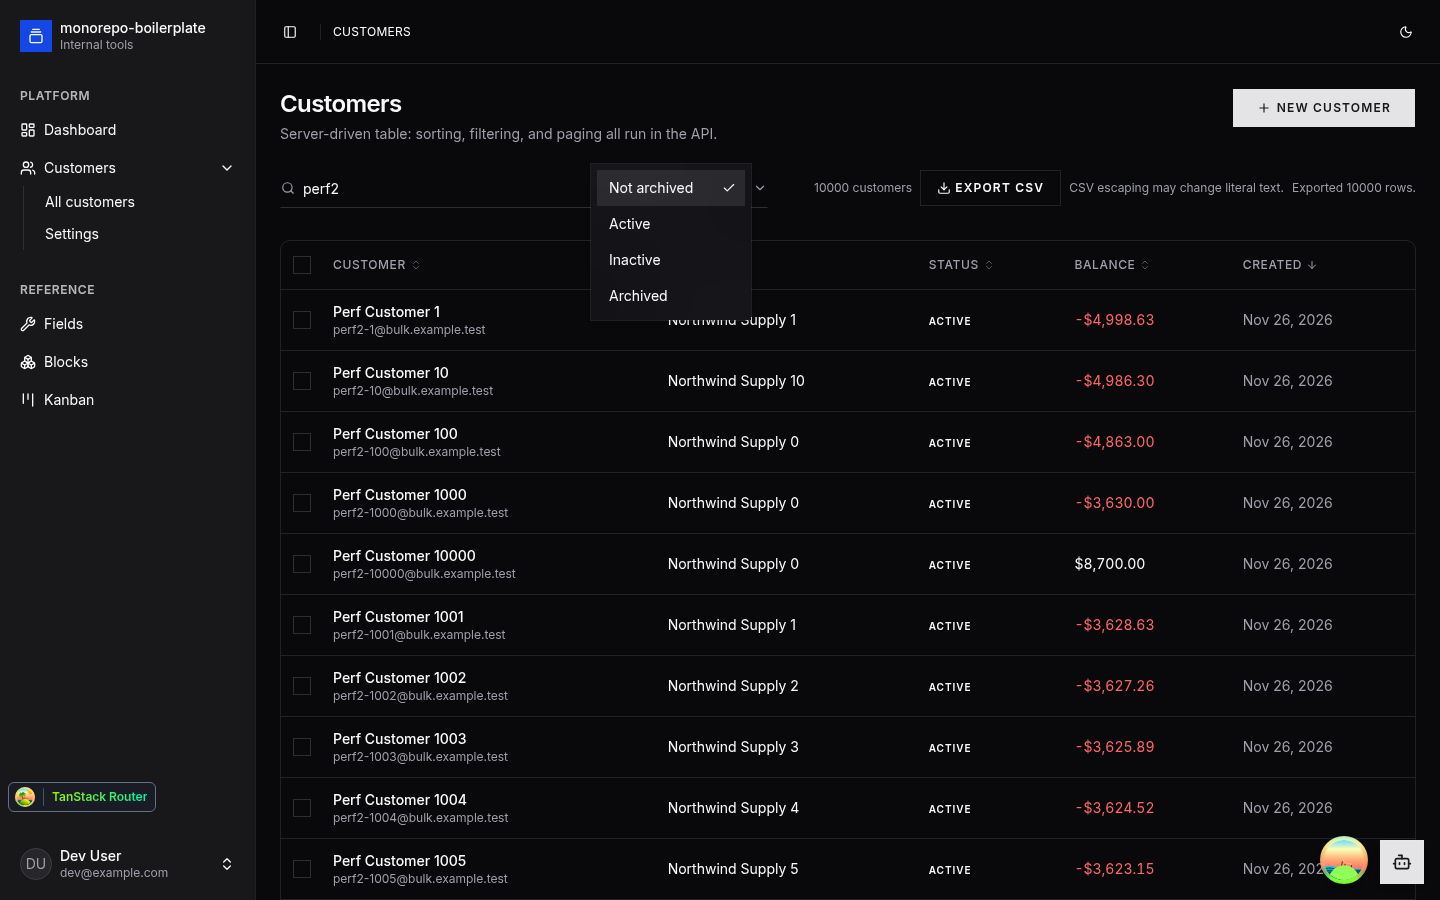 monorepo-boilerplate
Internal tools
PLATFORM
Dashboard
Customers
All customers
Settings
REFERENCE
Fields
Blocks
Kanban
TanStack Router
DU
Dev User
dev@example.com
CUSTOMERS
Customers
Server-driven table: sorting, filtering, and paging all run in the API.
NEW CUSTOMER
perf2
Not archived
Active
Inactive
Archived
10000 customers
EXPORT CSV
CSV escaping may change literal text. Exported 10000 rows.
CUSTOMER STATUS BALANCE CREATED
Perf Customer 1
perf2-1@bulk.example.test
Northwind Supply 1 ACTIVE -$4,998.63 Nov 26, 2026
Perf Customer 10
perf2-10@bulk.example.test
Northwind Supply 10 ACTIVE -$4,986.30 Nov 26, 2026
Perf Customer 100
perf2-100@bulk.example.test
Northwind Supply 0 ACTIVE -$4,863.00 Nov 26, 2026
Perf Customer 1000
perf2-1000@bulk.example.test
Northwind Supply 0 ACTIVE -$3,630.00 Nov 26, 2026
Perf Customer 10000
perf2-10000@bulk.example.test
Northwind Supply 0 ACTIVE $8,700.00 Nov 26, 2026
Perf Customer 1001
perf2-1001@bulk.example.test
Northwind Supply 1 ACTIVE -$3,628.63 Nov 26, 2026
Perf Customer 1002
perf2-1002@bulk.example.test
Northwind Supply 2 ACTIVE -$3,627.26 Nov 26, 2026
Perf Customer 1003
perf2-1003@bulk.example.test
Northwind Supply 3 ACTIVE -$3,625.89 Nov 26, 2026
Perf Customer 1004
perf2-1004@bulk.example.test
Northwind Supply 4 ACTIVE -$3,624.52 Nov 26, 2026
Perf Customer 1005
perf2-1005@bulk.example.test
Northwind Supply 5 ACTIVE -$3,623.15 Nov 26,